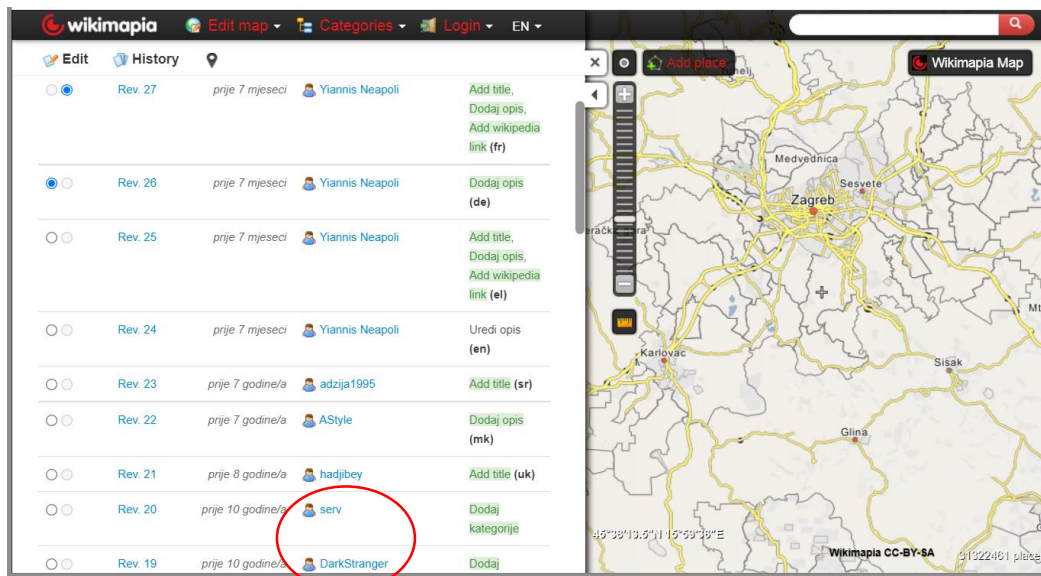 wikimapia Edit map Categories Login EN
Edit History
Rev. 27 prije 7 mjeseci Yiannis Neapoli Add title,
Dodaj opis,
Add wikipedia
link (fr)
Rev. 26 prije 7 mjeseci Yiannis Neapoli Dodaj opis
(de)
Rev. 25 prije 7 mjeseci Yiannis Neapoli Add title,
Dodaj opis,
Add wikipedia
link (el)
Rev. 24 prije 7 mjeseci Yiannis Neapoli Uredi opis
(en)
Rev. 23 prije 7 godine/a adzija1995 Add title (sr)
Rev. 22 prije 7 godine/a AStyle Dodaj opis
(mk)
Rev. 21 prije 8 godine/a hadjibey Add title (uk)
Rev. 20 prije 10 godine/a serv Dodaj
kategorije
Rev. 19 prije 10 godine/a DarkStranger Dodaj
Add place
Wikimapia Map
Medvednica
Sesvete
Zagreb
Karlovac
Sisak
Glina
Wikimapia CC-BY-SA
31322461 place